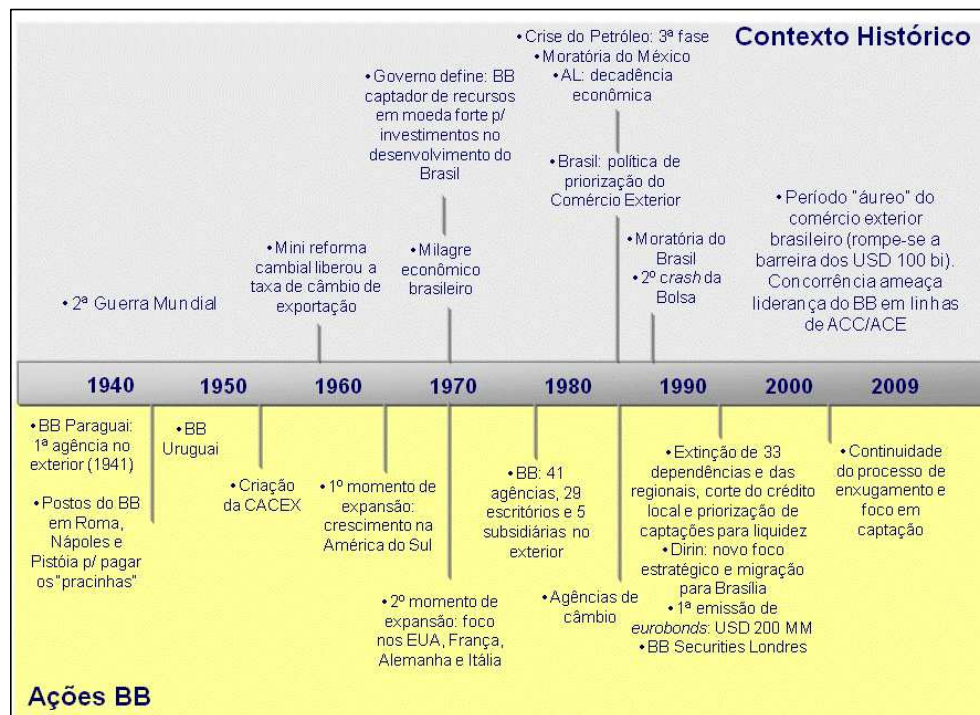 Contexto Histórico
• Crise do Petróleo: 3ª fase
• Moratória do México
• AL: decadência
econômica
• Governo define: BB
captador de recursos
em moeda forte p/
investimentos no
desenvolvimento do
Brasil
• Brasil: política de
priorização do
Comércio Exterior
• Período "áureo" do
comércio exterior
brasileiro (rompe-se a
barreira dos USD 100 bi).
Concorrência ameaça
liderança do BB em linhas
de ACC/ACE
• Mini reforma
cambial liberou a
taxa de câmbio de
exportação
• Milagre
econômico
brasileiro
• Moratória do
Brasil
• 2º crash da
Bolsa
• 2ª Guerra Mundial
1940 1950 1960 1970 1980 1990 2000 2009
• BB Paraguai:
1ª agência no
exterior (1941)
• Postos do BB
em Roma,
Nápoles e
Pistóia p/ pagar
os "pracinhas"
• BB
Uruguai
• Criação
da CACEX
• 1º momento de
expansão:
crescimento na
América do Sul
• 2º momento de
expansão: foco
nos EUA, França,
Alemanha e Itália
• BB: 41
agências, 29
escritórios e 5
subsidiárias no
exterior
• Agências de
câmbio
• Extinção de 33
dependências e das
regionais, corte do crédito
local e priorização de
captações para liquidez
• Dirin: novo foco
estratégico e migração
para Brasília
• 1ª emissão de
eurobonds: USD 200 MM
• BB Securities Londres
• Continuidade
do processo de
enxugamento e
foco em
captação
Ações BB